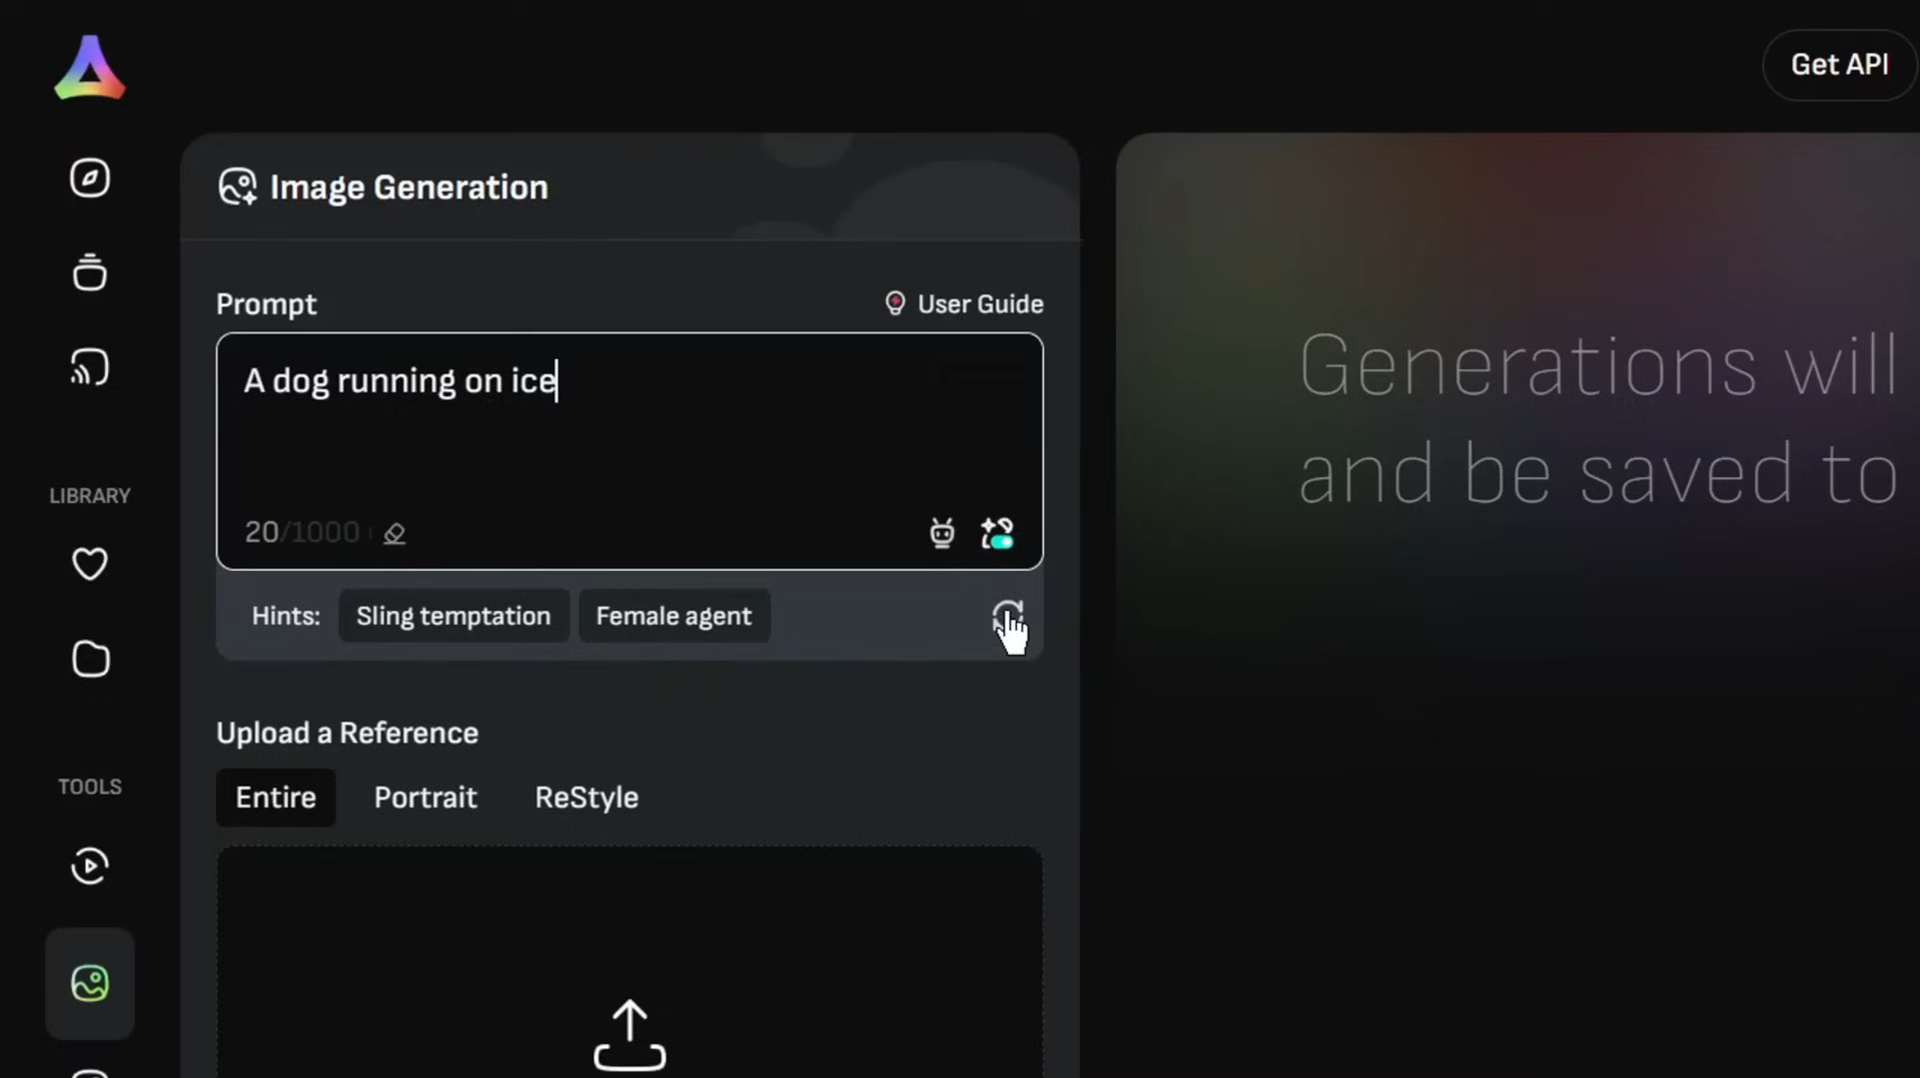 Get API
Image Generation
Prompt
User Guide
A dog running on ice
20/1000
Hints: Sling temptation Female agent
Upload a Reference
Entire Portrait ReStyle
LIBRARY
TOOLS
Generations will
and be saved to